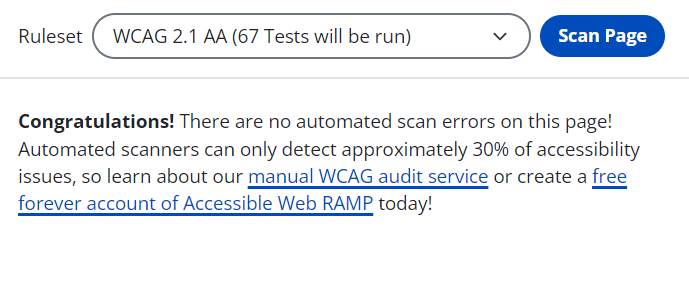 Ruleset WCAG 2.1 AA (67 Tests will be run) Scan Page
Congratulations! There are no automated scan errors on this page!
Automated scanners can only detect approximately 30% of accessibility
issues, so learn about our manual WCAG audit service or create a free
forever account of Accessible Web RAMP today!